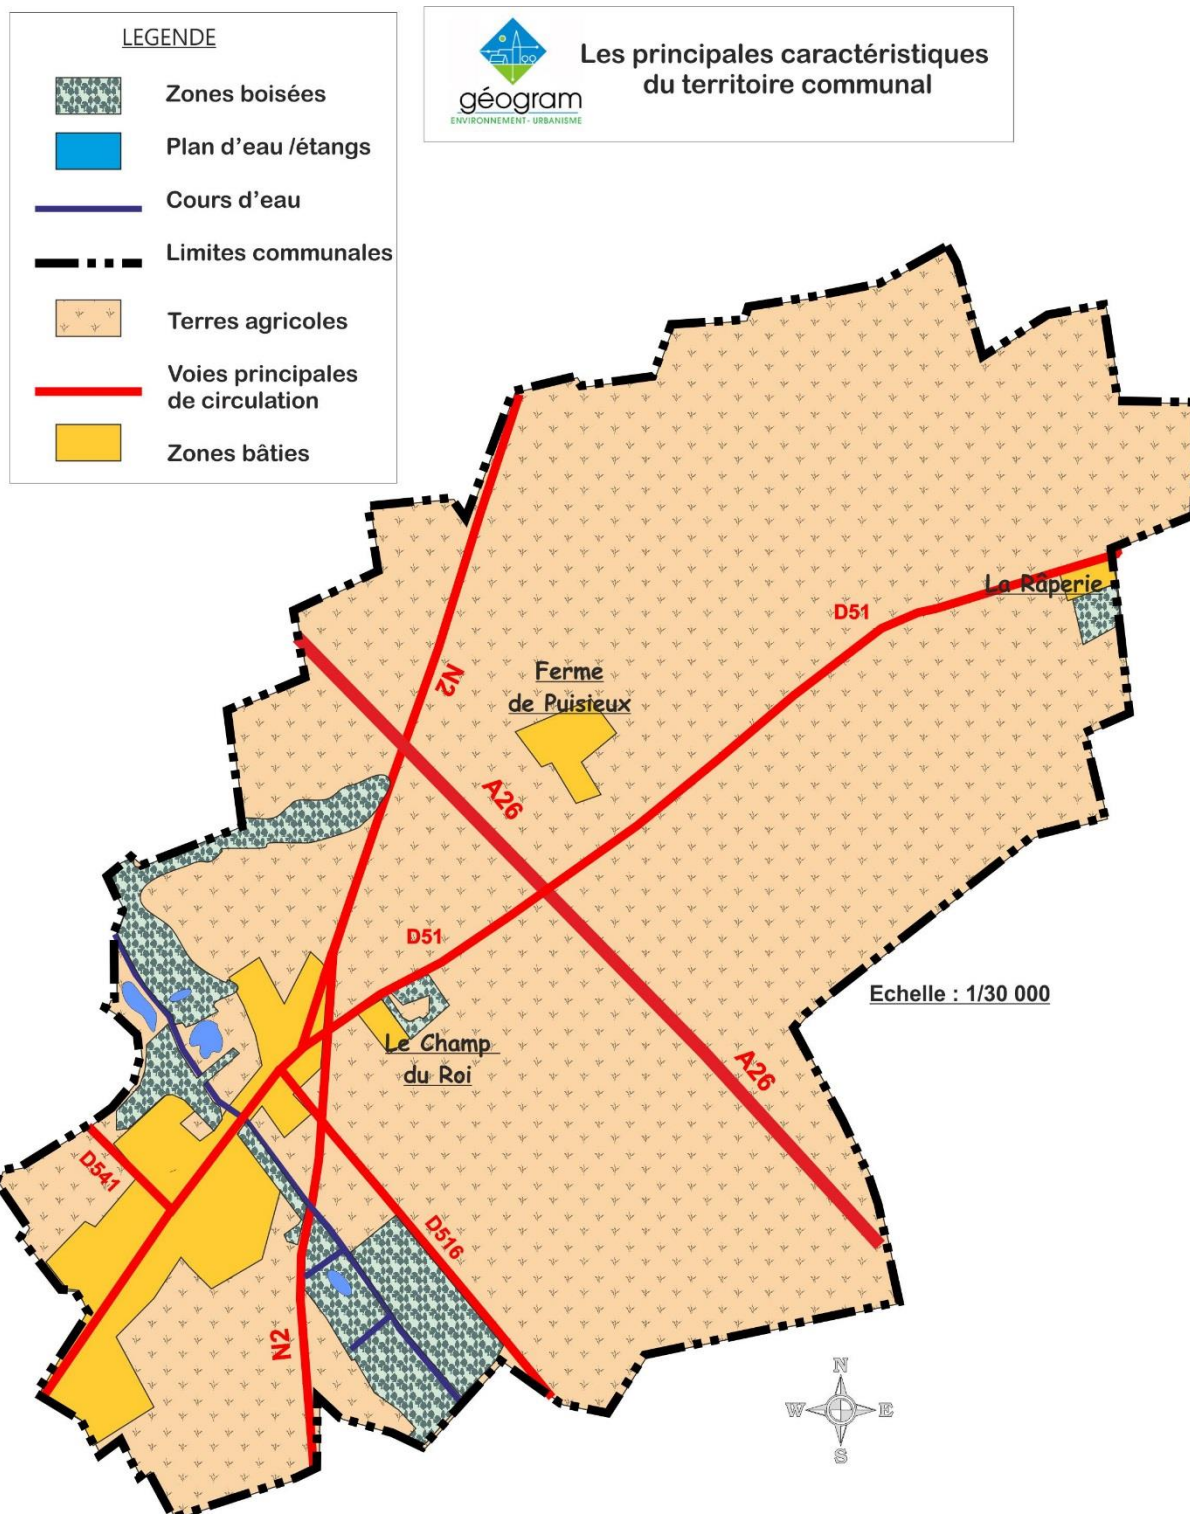 LEGENDE
Zones boisées
Plan d'eau /étangs
Cours d'eau
Limites communales
Terres agricoles
Voies principales
de circulation
Zones bâties
géogram
ENVIRONNEMENT - URBANISME
Les principales caractéristiques
du territoire communal
La Râperie
D51
N2
Ferme
de Puisieux
A26
D51
Echelle : 1/30 000
Le Champ
du Roi
A26
D541
D516
N2
N
W
E
S